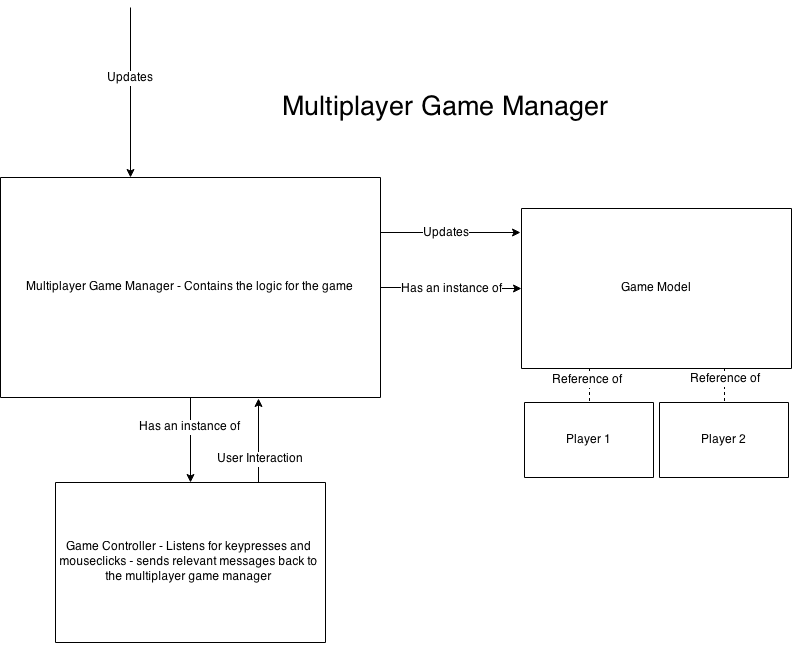 Updates
Multiplayer Game Manager
Multiplayer Game Manager - Contains the logic for the game
Updates
Has an instance of
Game Model
Reference of
Reference of
Player 1
Player 2
Has an instance of
User Interaction
Game Controller - Listens for keypresses and
mouseclicks - sends relevant messages back to
the multiplayer game manager